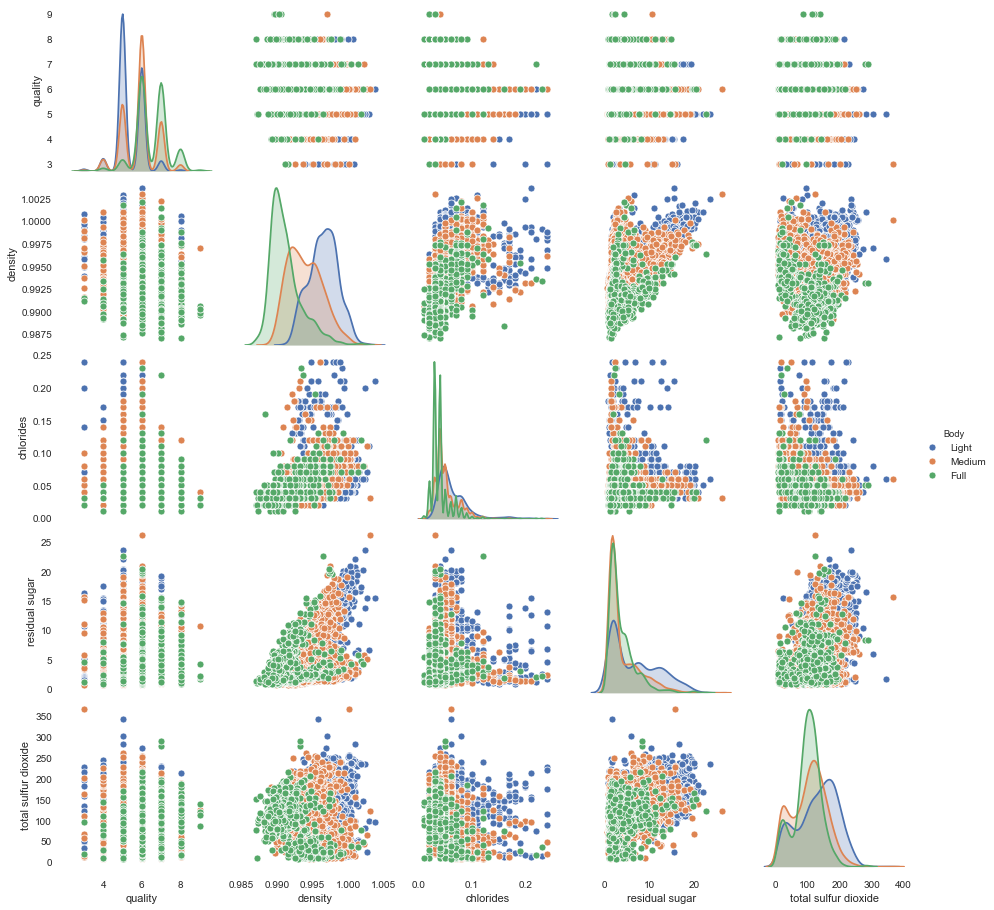 9
8
7
6
5
4
3
quality
1.0025
1.0000
0.9975
0.9950
0.9925
0.9900
0.9875
density
0.25
0.20
0.15
0.10
0.05
0.00
chlorides
Body
Light
Medium
Full
25
20
15
10
5
0
residual sugar
350
300
250
200
150
100
50
0
total sulfur dioxide
4 6 8
0.985 0.990 0.995 1.000 1.005
0.0 0.1 0.2
0 10 20
0 100 200 300 400
quality
density
chlorides
residual sugar
total sulfur dioxide